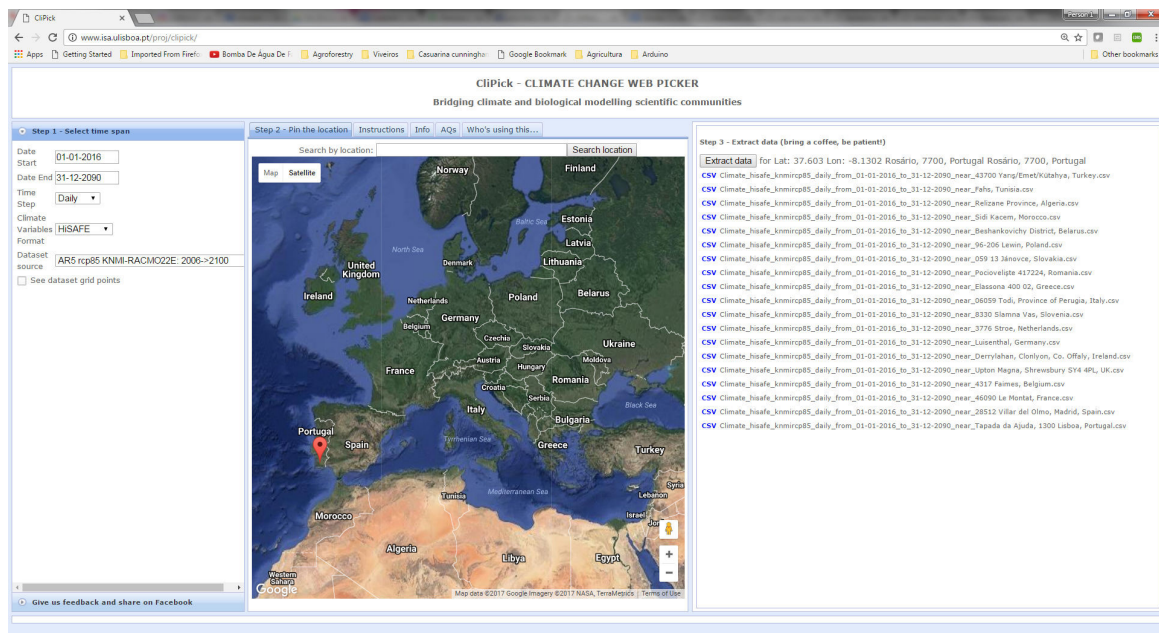 CliPick
Person 1
www.isa.ulisboa.pt/proj/clipick/
Apps Getting Started Imported From Firefo Bomba De Água De F Agroforestry Viveiros Casuarina cunningha Google Bookmark Agricultura Arduino Other bookmarks
CliPick - CLIMATE CHANGE WEB PICKER
Bridging climate and biological modelling scientific communities
Step 1 - Select time span
Date Start 01-01-2016
Date End 31-12-2090
Time Step Daily
Climate Variables Format HiSAFE
Dataset source AR5 rcp85 KNMI-RACMO22E: 2006->2100
See dataset grid points
Give us feedback and share on Facebook
Step 2 - Pin the location Instructions Info AQs Who's using this...
Search by location: Search location
Map Satellite
Norway
Finland
Baltic Sea
Estonia
North Sea
Latvia
Denmark
Lithuania
United Kingdom
Ireland
Netherlands
Poland
Belarus
Germany
Belgium
Czechia
Ukraine
Slovakia
Austria
Moldova
France
Hungary
Romania
Croatia
Serbia
Black Sea
Italy
Bulgaria
Portugal
Spain
Tyrrhenian Sea
Greece
Turkey
Syria
Tunisia
Mediterranean Sea
Lebanon
Israel
Morocco
Jor
Algeria
Libya
Egypt
Western Sahara
Google
Map data ©2017 Google Imagery ©2017 NASA, TerraMetrics Terms of Use
Step 3 - Extract data (bring a coffee, be patient!)
Extract data for Lat: 37.603 Lon: -8.1302 Rosário, 7700, Portugal Rosário, 7700, Portugal
CSV Climate_hisafe_knmircp85_daily_from_01-01-2016_to_31-12-2090_near_43700 Yanş/Emet/Kütahya, Turkey.csv
CSV Climate_hisafe_knmircp85_daily_from_01-01-2016_to_31-12-2090_near_Fahs, Tunisia.csv
CSV Climate_hisafe_knmircp85_daily_from_01-01-2016_to_31-12-2090_near_Relizane Province, Algeria.csv
CSV Climate_hisafe_knmircp85_daily_from_01-01-2016_to_31-12-2090_near_Sidi Kacem, Morocco.csv
CSV Climate_hisafe_knmircp85_daily_from_01-01-2016_to_31-12-2090_near_Beshankovichy District, Belarus.csv
CSV Climate_hisafe_knmircp85_daily_from_01-01-2016_to_31-12-2090_near_96-206 Lewin, Poland.csv
CSV Climate_hisafe_knmircp85_daily_from_01-01-2016_to_31-12-2090_near_059 13 Jánovce, Slovakia.csv
CSV Climate_hisafe_knmircp85_daily_from_01-01-2016_to_31-12-2090_near_Pocioveliște 417224, Romania.csv
CSV Climate_hisafe_knmircp85_daily_from_01-01-2016_to_31-12-2090_near_Elassona 400 02, Greece.csv
CSV Climate_hisafe_knmircp85_daily_from_01-01-2016_to_31-12-2090_near_06059 Todi, Province of Perugia, Italy.csv
CSV Climate_hisafe_knmircp85_daily_from_01-01-2016_to_31-12-2090_near_8330 Slamna Vas, Slovenia.csv
CSV Climate_hisafe_knmircp85_daily_from_01-01-2016_to_31-12-2090_near_3776 Stroe, Netherlands.csv
CSV Climate_hisafe_knmircp85_daily_from_01-01-2016_to_31-12-2090_near_Luisenthal, Germany.csv
CSV Climate_hisafe_knmircp85_daily_from_01-01-2016_to_31-12-2090_near_Derrylahan, Clonlyon, Co. Offaly, Ireland.csv
CSV Climate_hisafe_knmircp85_daily_from_01-01-2016_to_31-12-2090_near_Upton Magna, Shrewsbury SY4 4PL, UK.csv
CSV Climate_hisafe_knmircp85_daily_from_01-01-2016_to_31-12-2090_near_4317 Faimes, Belgium.csv
CSV Climate_hisafe_knmircp85_daily_from_01-01-2016_to_31-12-2090_near_46090 Le Montat, France.csv
CSV Climate_hisafe_knmircp85_daily_from_01-01-2016_to_31-12-2090_near_28512 Villar del Olmo, Madrid, Spain.csv
CSV Climate_hisafe_knmircp85_daily_from_01-01-2016_to_31-12-2090_near_Tapada da Ajuda, 1300 Lisboa, Portugal.csv